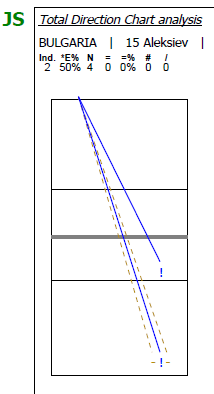 JS
Total Direction Chart analysis
BULGARIA | 15 Aleksiev |
Ind. *E% N = =% # /
2 50% 4 0 0% 0 0
!
- ! -